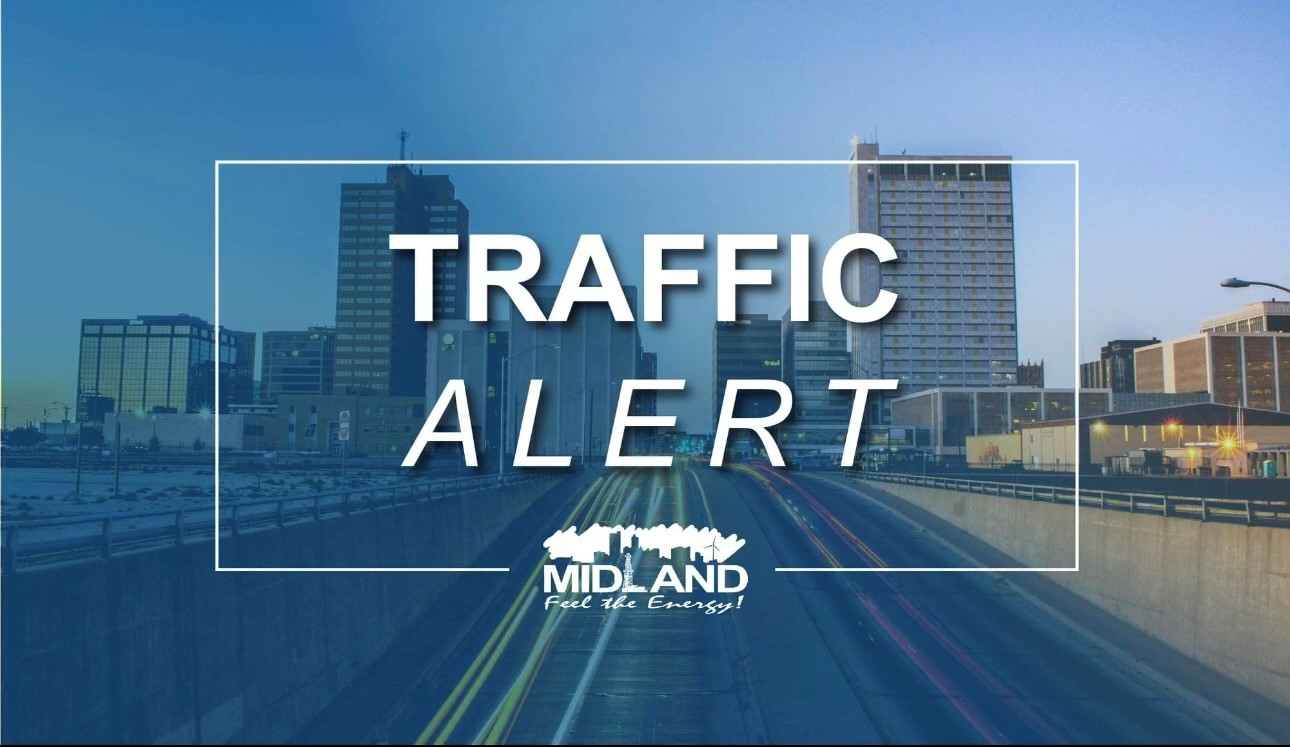 TRAFFIC
ALERT
MIDLAND
Feel the Energy!